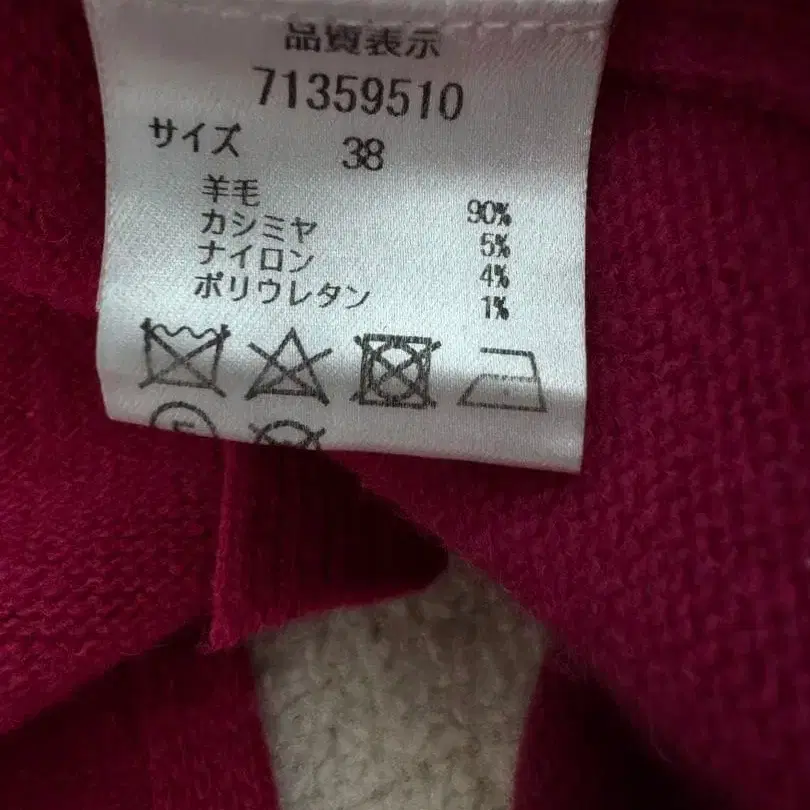 品質表示
71359510
サイズ 38
羊毛 90%
カシミヤ 5%
ナイロン 4%
ポリウレタン 1%